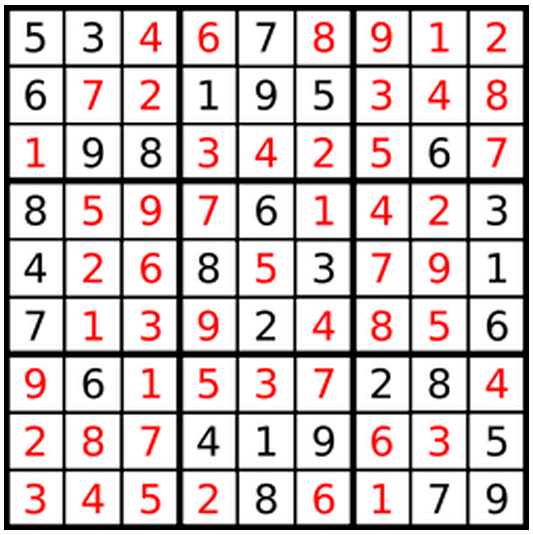 5 3 4 6 7 8 9 1 2
6 7 2 1 9 5 3 4 8
1 9 8 3 4 2 5 6 7
8 5 9 7 6 1 4 2 3
4 2 6 8 5 3 7 9 1
7 1 3 9 2 4 8 5 6
9 6 1 5 3 7 2 8 4
2 8 7 4 1 9 6 3 5
3 4 5 2 8 6 1 7 9